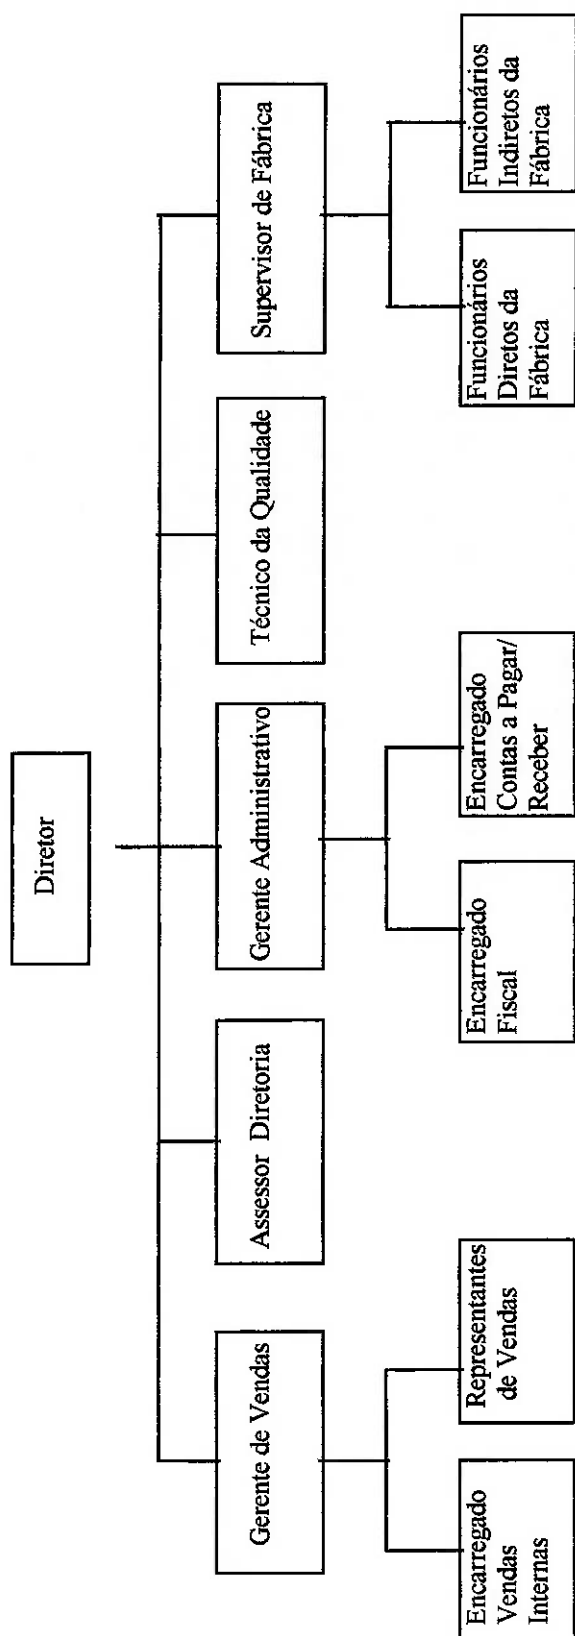 Diretor
Gerente de Vendas
Assessor Diretoria
Gerente Administrativo
Técnico da Qualidade
Supervisor de Fábrica
Encarregado
Vendas
Internas
Representantes
de Vendas
Encarregado
Fiscal
Encarregado
Contas a Pagar/
Receber
Funcionários
Diretos da
Fábrica
Funcionários
Indiretos da
Fábrica